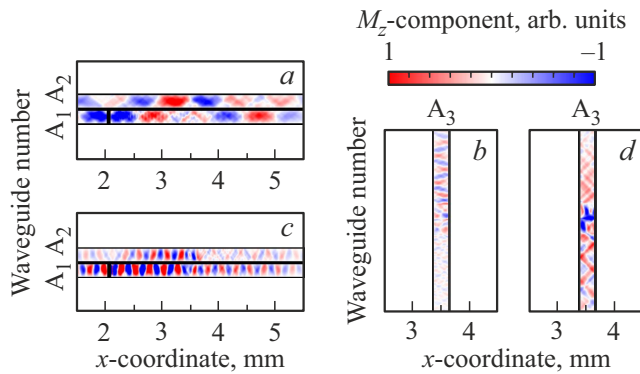 M_z-component, arb. units
1
–1
a
Waveguide number
A_1 A_2
2 3 4 5
c
A_1 A_2
2 3 4 5
x-coordinate, mm
A_3
A_3
Waveguide number
b
d
3 4
3 4
x-coordinate, mm